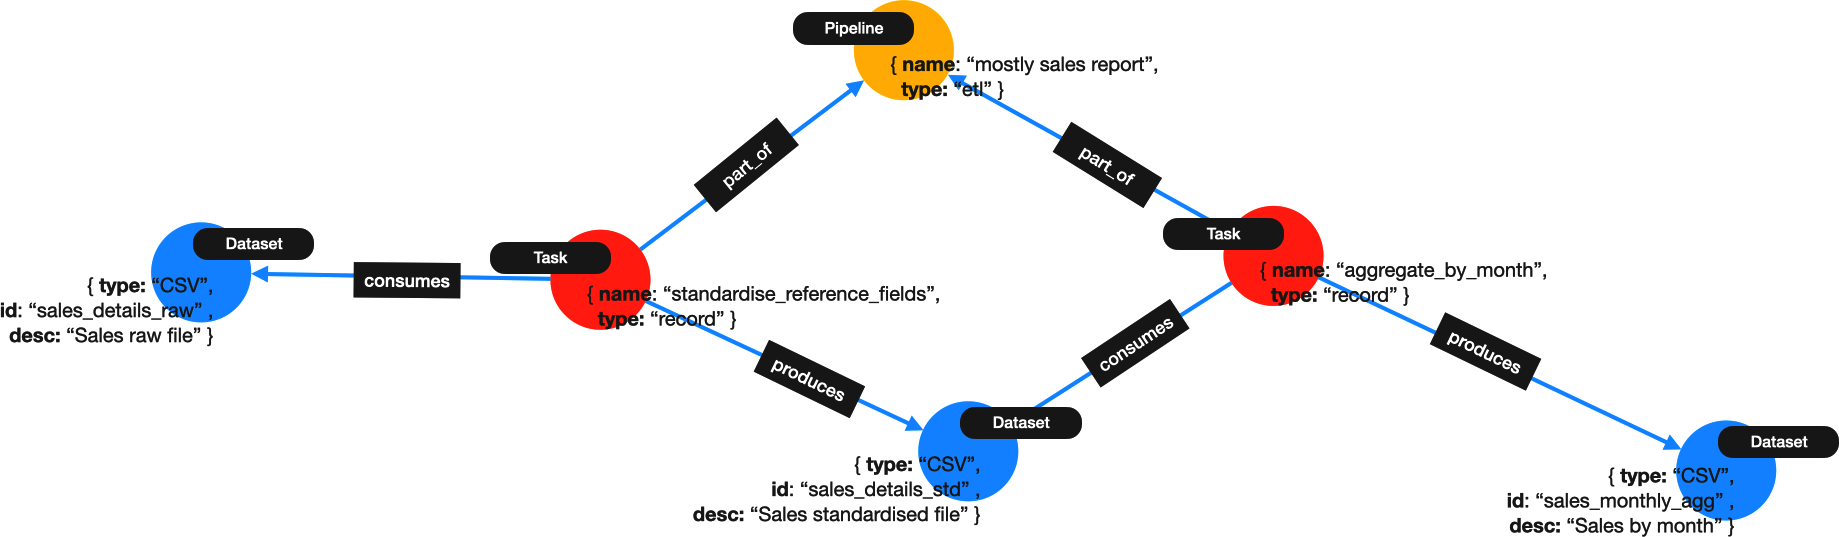 Pipeline
{ name: “mostly sales report”,
type: “etl” }
part_of
part_of
Dataset
{ type: “CSV”,
id: “sales_details_raw” ,
desc: “Sales raw file” }
consumes
Task
{ name: “standardise_reference_fields”,
type: “record” }
Task
{ name: “aggregate_by_month”,
type: “record” }
produces
consumes
produces
Dataset
{ type: “CSV”,
id: “sales_details_std” ,
desc: “Sales standardised file” }
Dataset
{ type: “CSV”,
id: “sales_monthly_agg” ,
desc: “Sales by month” }